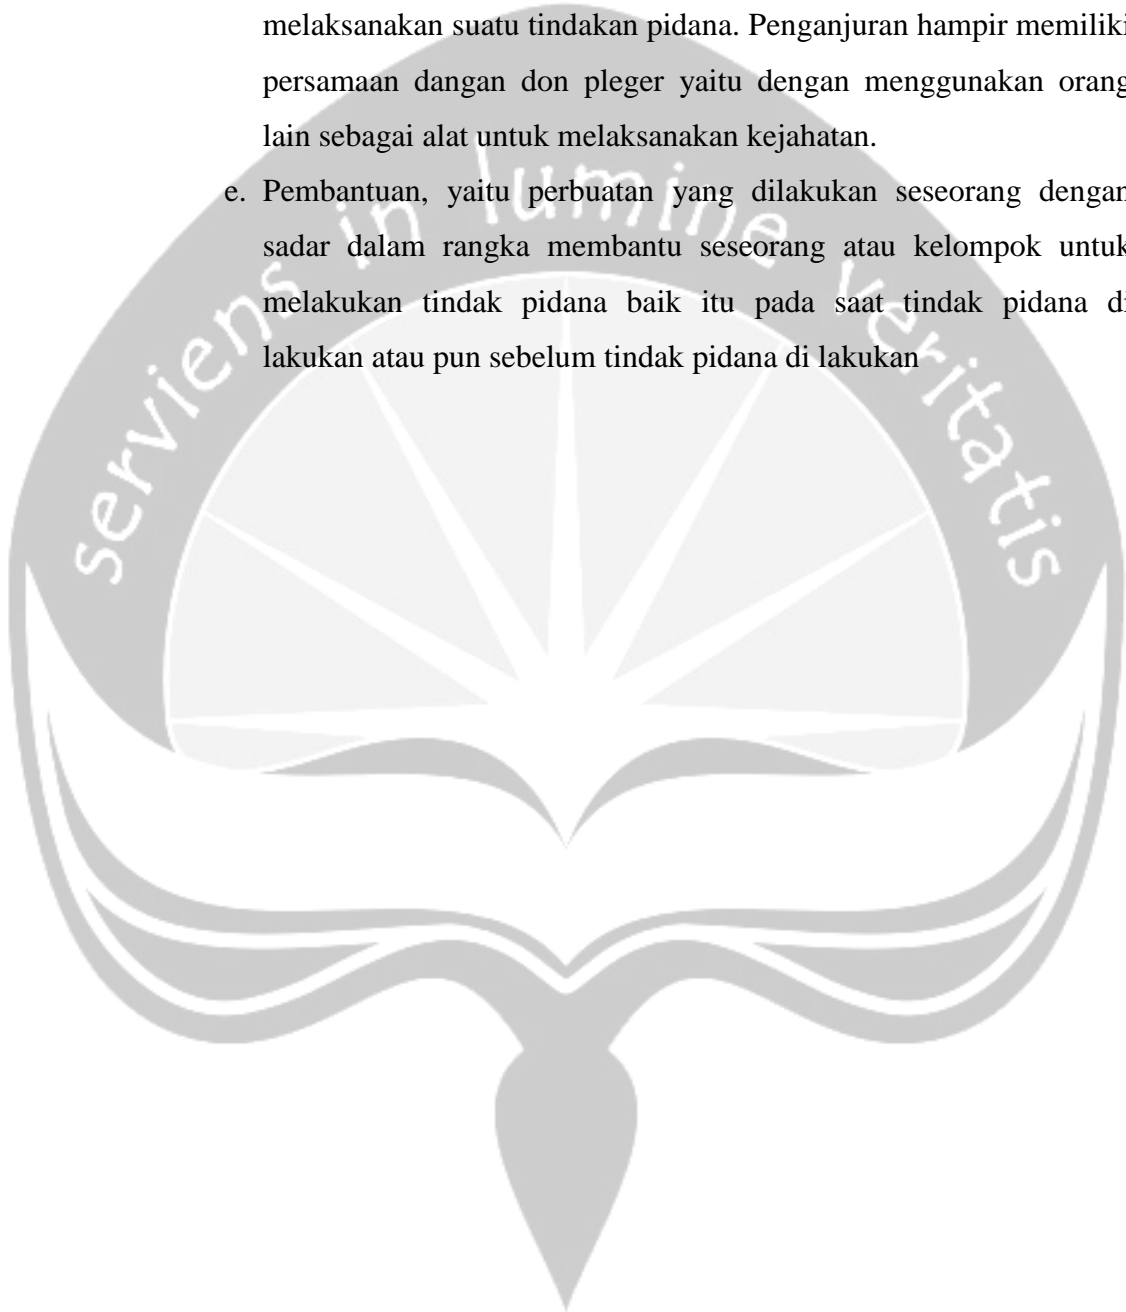 melaksanakan suatu tindakan pidana. Penganjuran hampir memiliki
persamaan dangan don pleger yaitu dengan menggunakan orang
lain sebagai alat untuk melaksanakan kejahatan.
e. Pembantuan, yaitu perbuatan yang dilakukan seseorang dengan
sadar dalam rangka membantu seseorang atau kelompok untuk
melakukan tindak pidana baik itu pada saat tindak pidana di
lakukan atau pun sebelum tindak pidana di lakukan
serviens in lumine veritatis